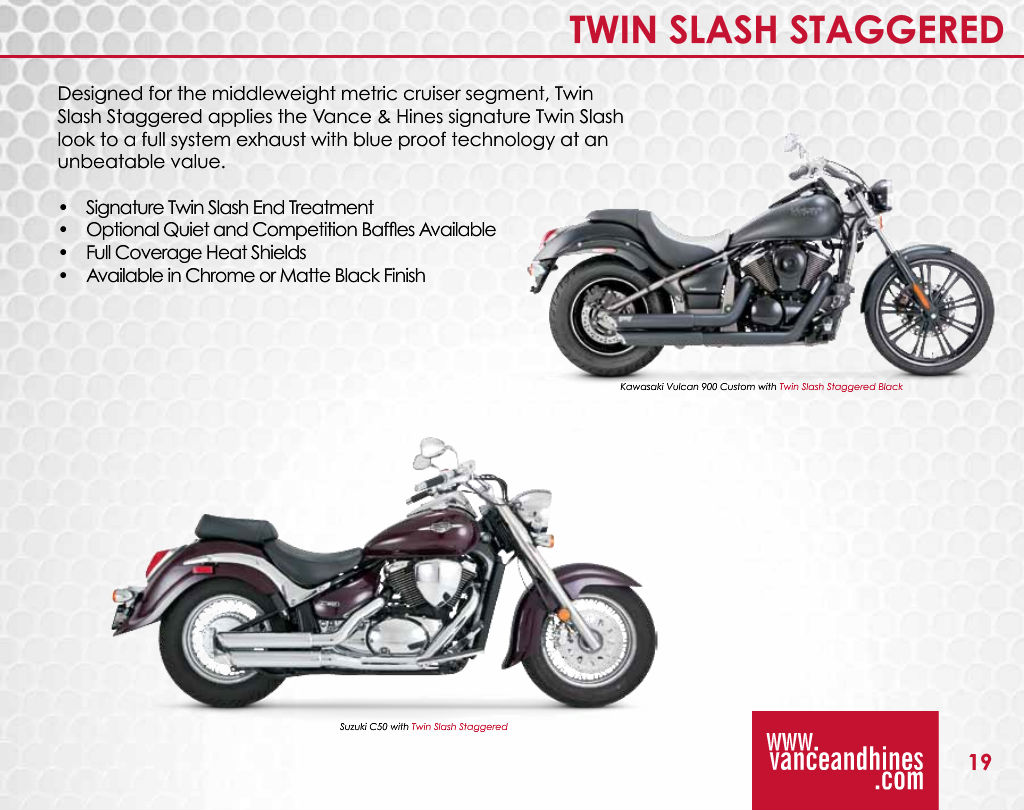 TWIN SLASH STAGGERED
Designed for the middleweight metric cruiser segment, Twin
Slash Staggered applies the Vance & Hines signature Twin Slash
look to a full system exhaust with blue proof technology at an
unbeatable value.
• Signature Twin Slash End Treatment
• Optional Quiet and Competition Baffles Available
• Full Coverage Heat Shields
• Available in Chrome or Matte Black Finish
Kawasaki Vulcan 900 Custom with Twin Slash Staggered Black
Suzuki C50 with Twin Slash Staggered
www.
vanceandhines
.com
19